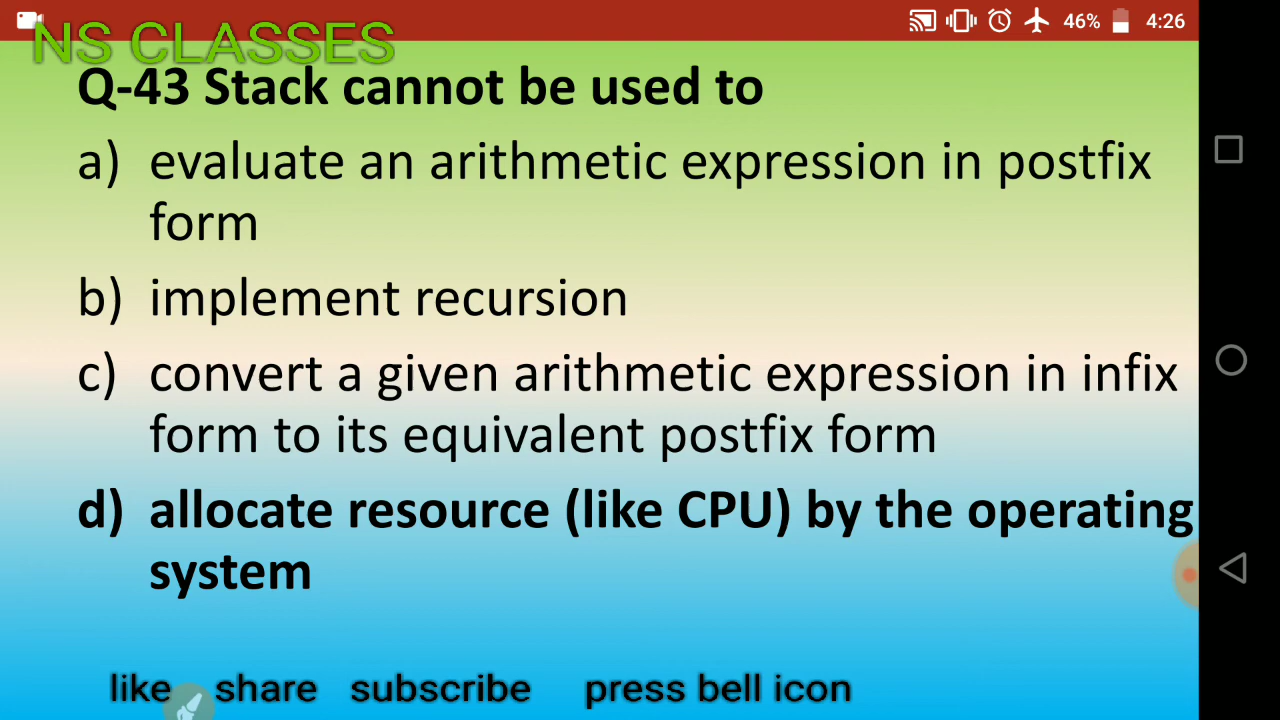 46% 4:26
NS CLASSES
Q-43 Stack cannot be used to
a) evaluate an arithmetic expression in postfix
form
b) implement recursion
c) convert a given arithmetic expression in infix
form to its equivalent postfix form
d) allocate resource (like CPU) by the operating
system
like share subscribe press bell icon